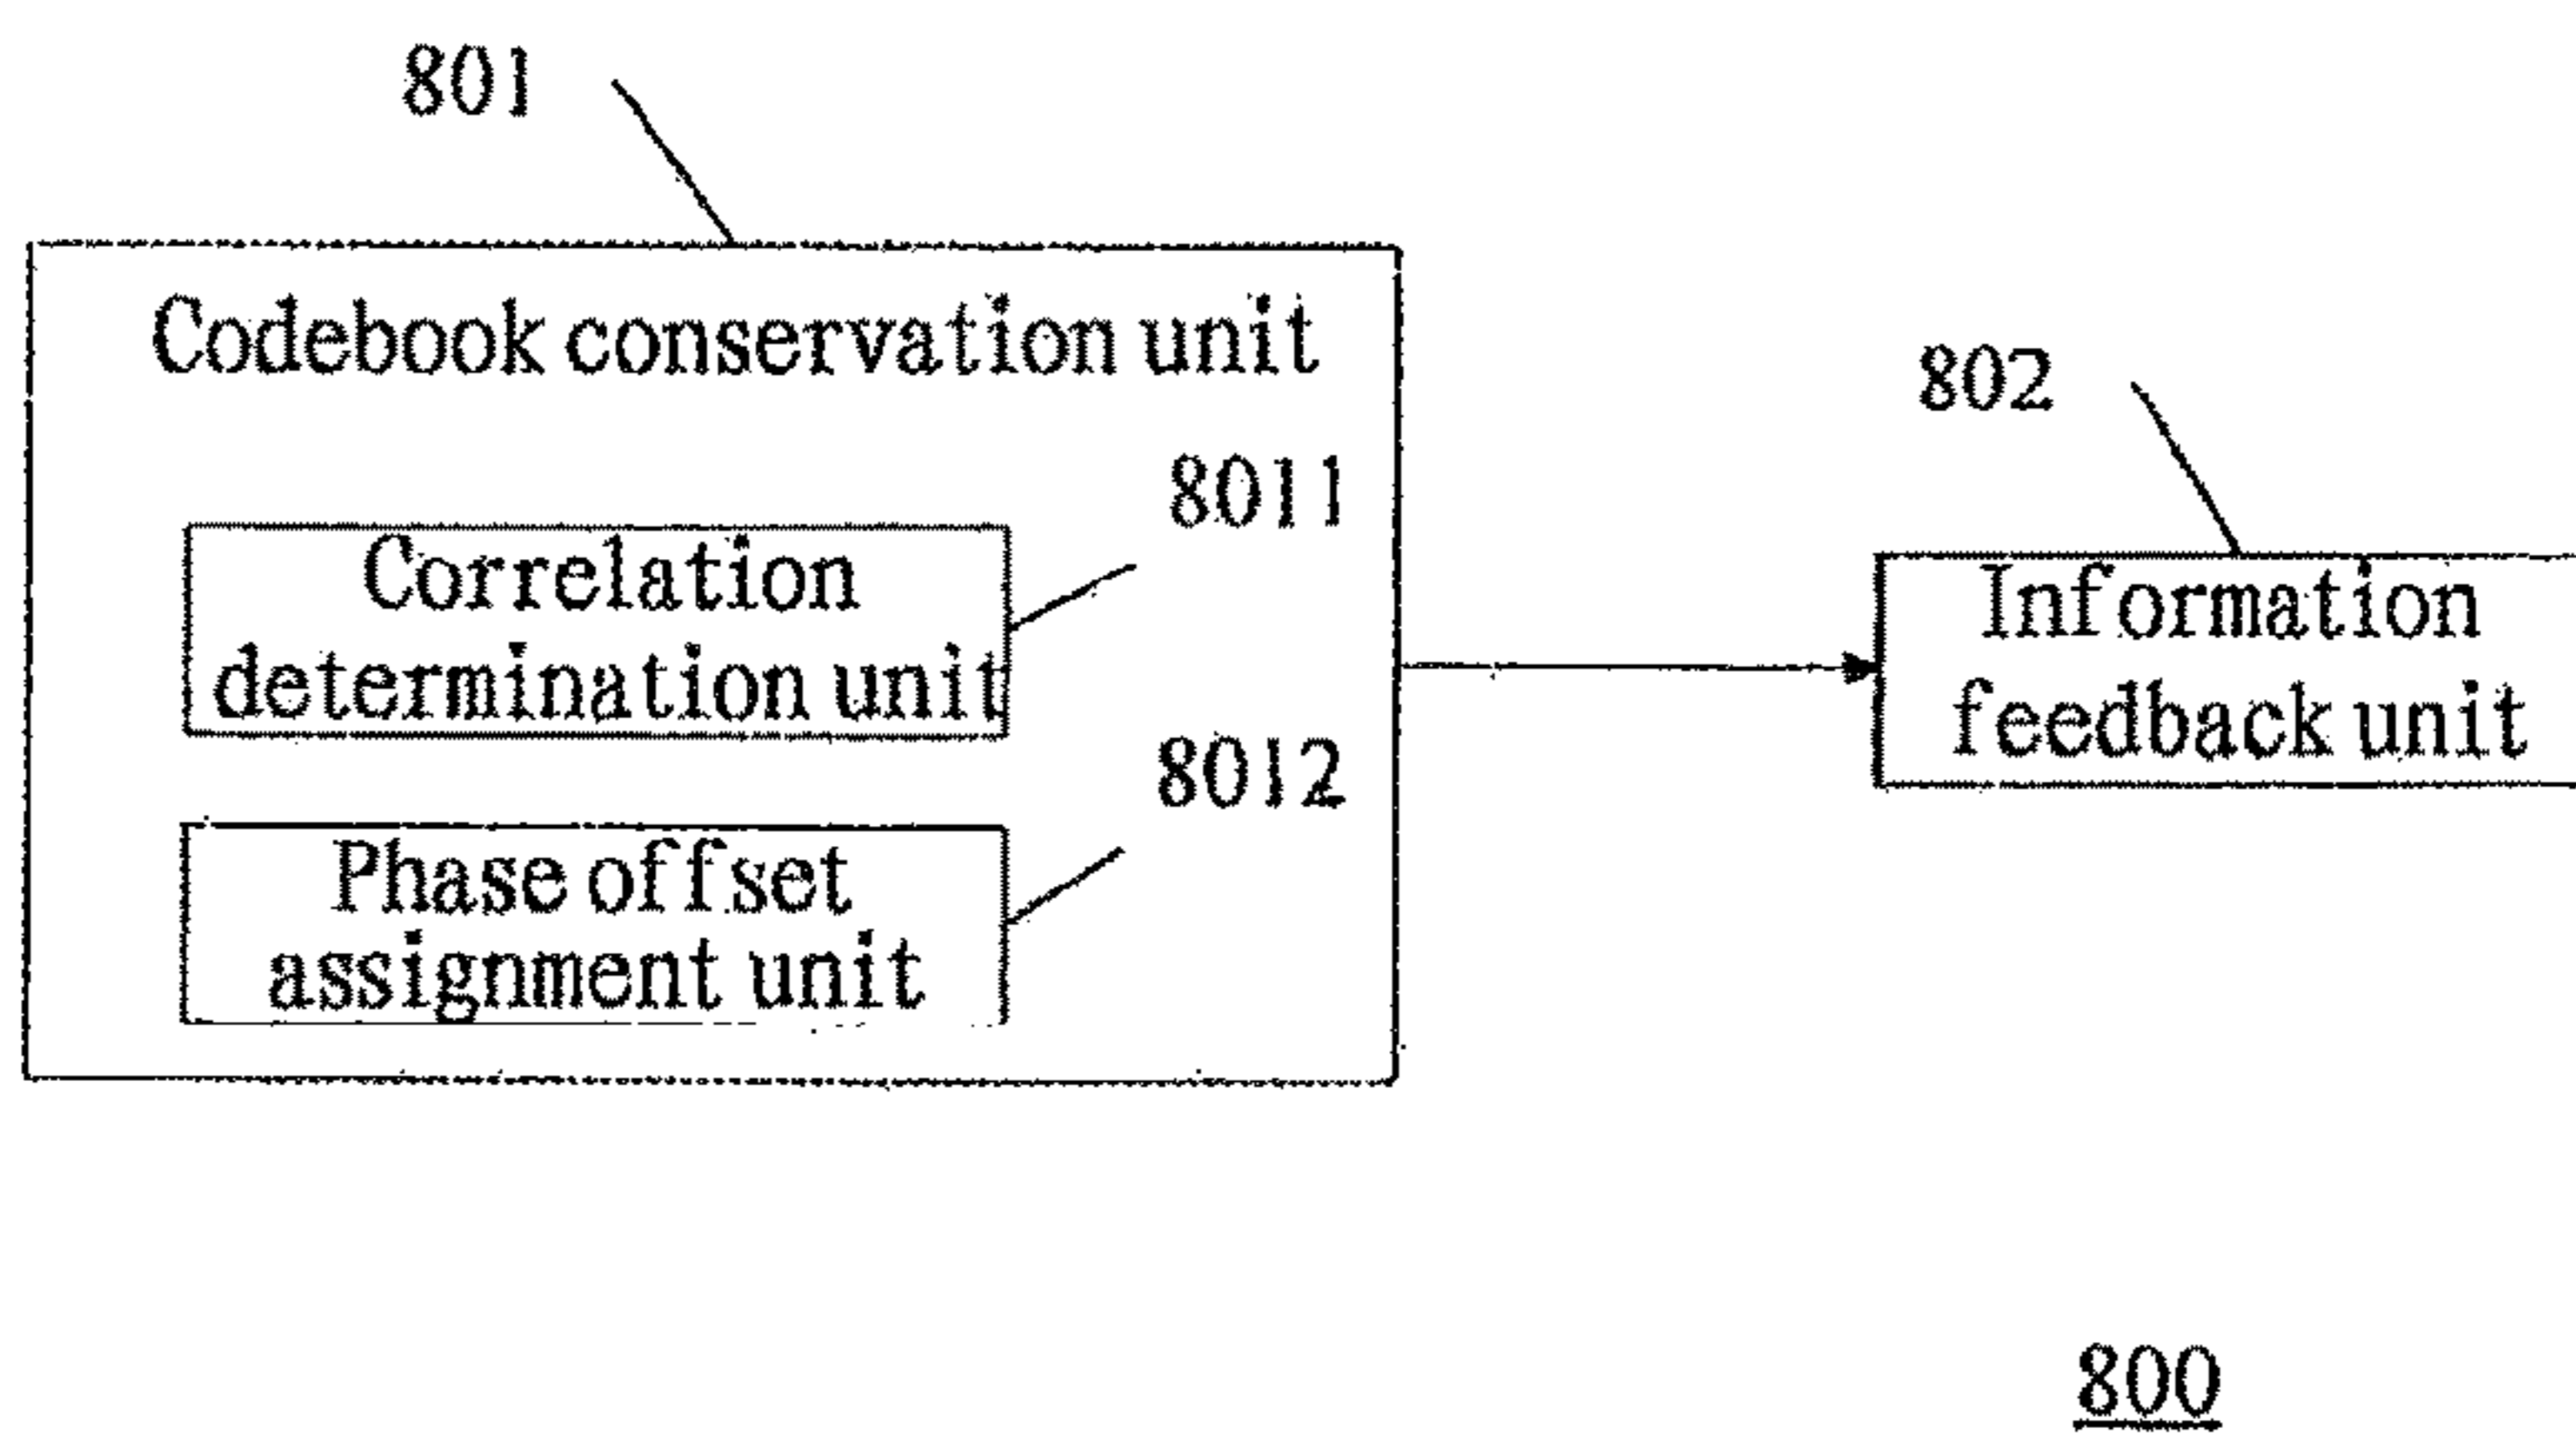 801
Codebook conservation unit
802
8011
Correlation
determination unit
Information
feedback unit
8012
Phase offset
assignment unit
800